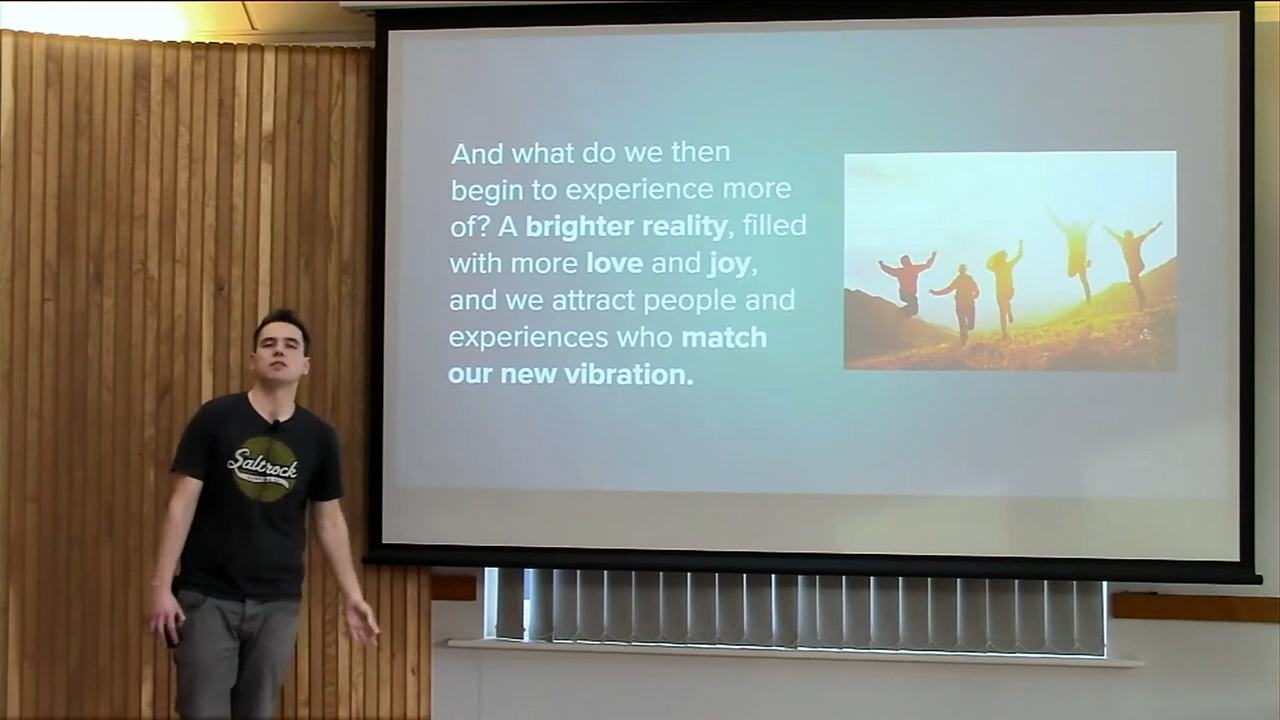 And what do we then
begin to experience more
of? A brighter reality, filled
with more love and joy,
and we attract people and
experiences who match
our new vibration.
Saltrock